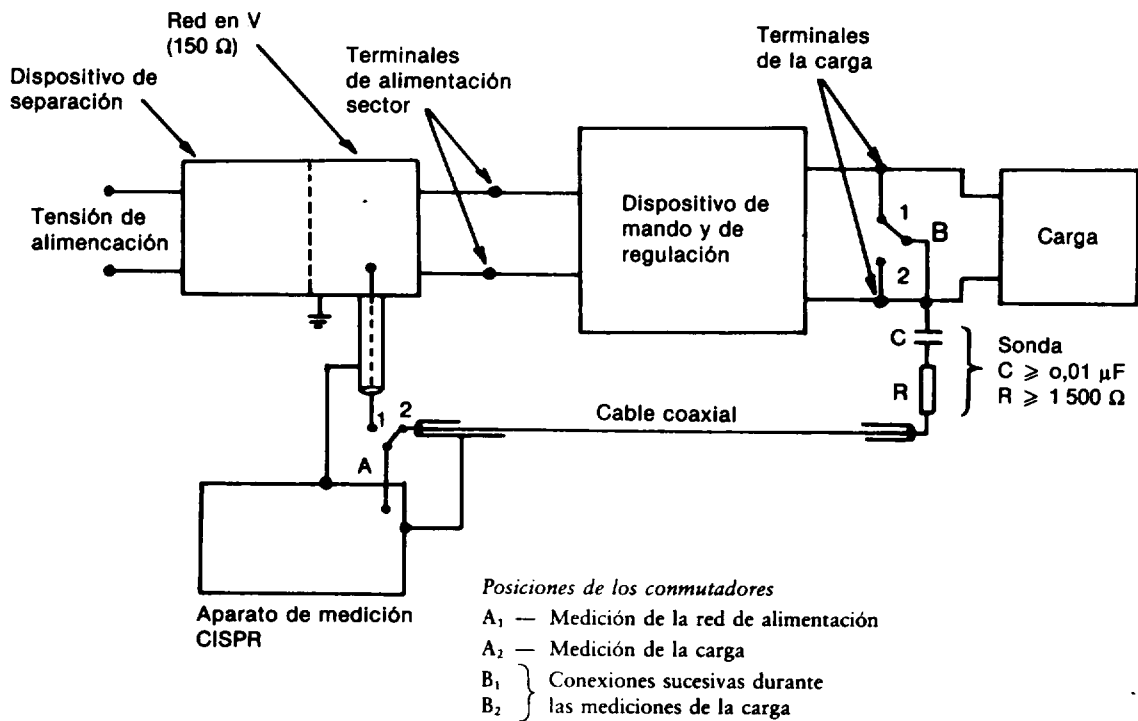 Red en V
(150 Ω)
Dispositivo de
separación
Terminales
de alimentación
sector
Terminales
de la carga
Tensión de
alimencación
Dispositivo de
mando y de
regulación
1
B
2
Carga
C
R
Sonda
C ⩾ 0,01 μF
R ⩾ 1 500 Ω
Cable coaxial
1
2
A
Aparato de medición
CISPR
Posiciones de los conmutadores
A₁ — Medición de la red de alimentación
A₂ — Medición de la carga
B₁ } Conexiones sucesivas durante
B₂ } las mediciones de la carga